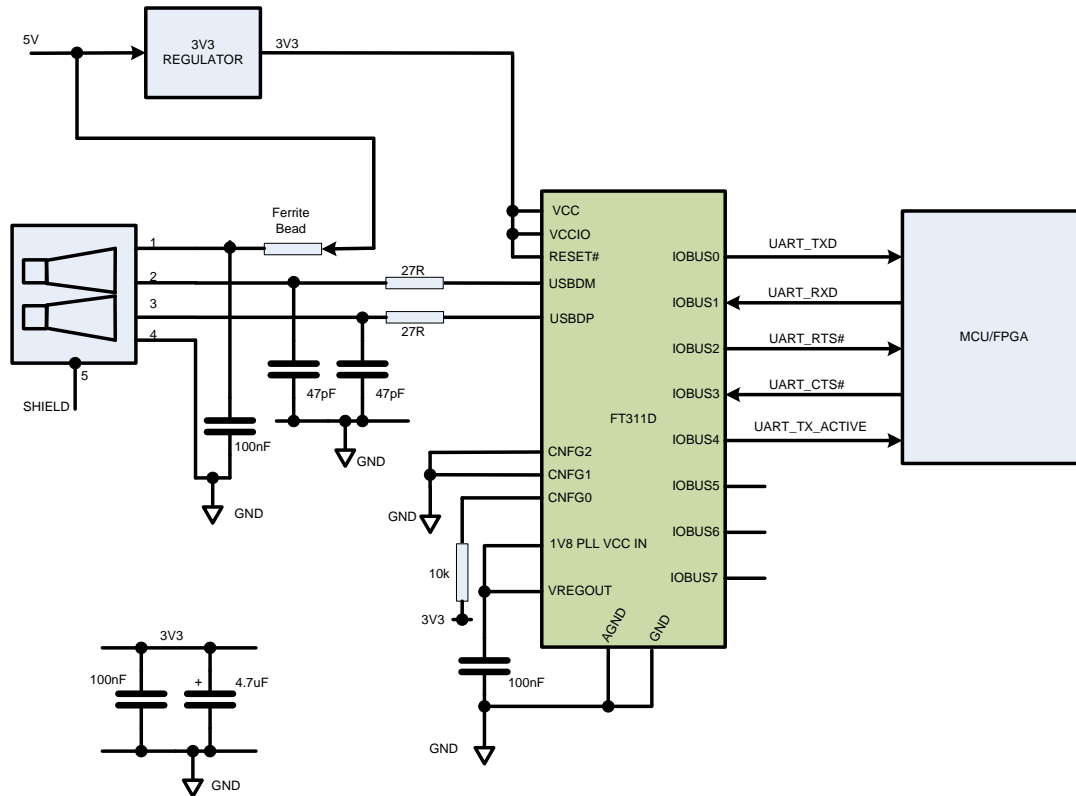 5V
3V3
REGULATOR
3V3
Ferrite
Bead
1
2
3
4
5
SHIELD
27R
27R
47pF
47pF
100nF
GND
GND
VCC
VCCIO
RESET#
USBDM
USBDP
CNFG2
CNFG1
CNFG0
1V8 PLL VCC IN
VREGOUT
AGND
GND
FT311D
IOBUS0
IOBUS1
IOBUS2
IOBUS3
IOBUS4
IOBUS5
IOBUS6
IOBUS7
UART_TXD
UART_RXD
UART_RTS#
UART_CTS#
UART_TX_ACTIVE
MCU/FPGA
GND
10k
3V3
100nF
GND
3V3
100nF
+
4.7uF
GND